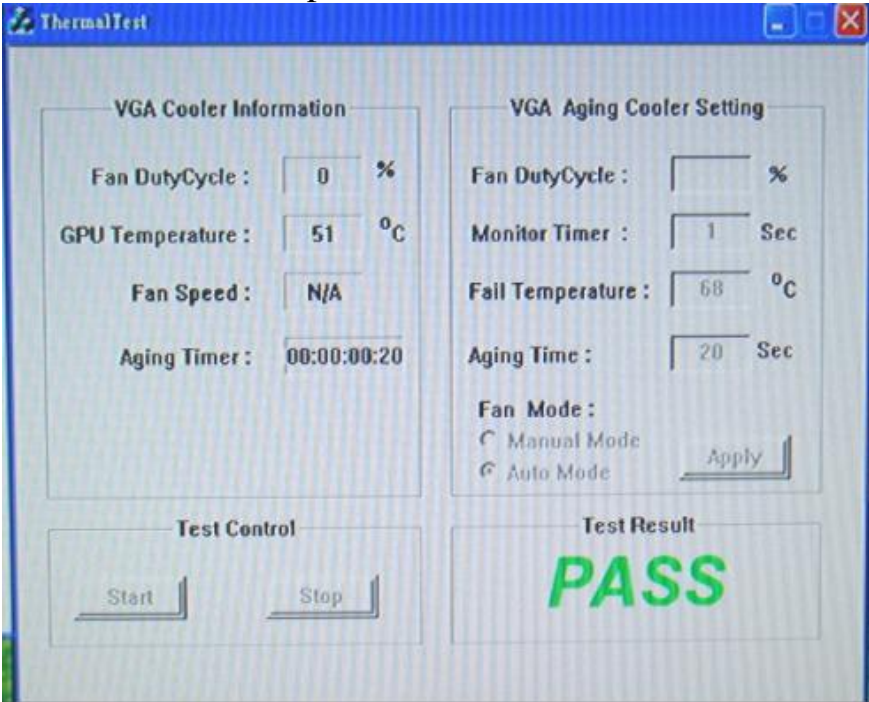 ThermalTest
VGA Cooler Information
Fan DutyCycle : 0 %
GPU Temperature : 51 °C
Fan Speed : N/A
Aging Timer : 00:00:00:20
VGA Aging Cooler Setting
Fan DutyCycle : %
Monitor Timer : 1 Sec
Fail Temperature : 68 °C
Aging Time : 20 Sec
Fan Mode :
Manual Mode
Auto Mode
Apply
Test Control
Start Stop
Test Result
PASS